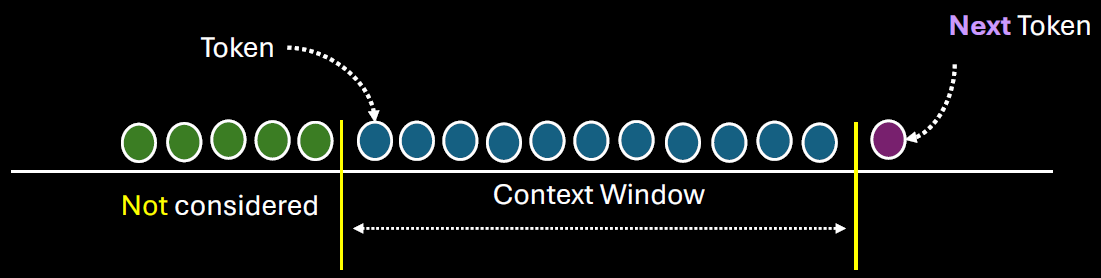 Next Token
Token
Not considered
Context Window